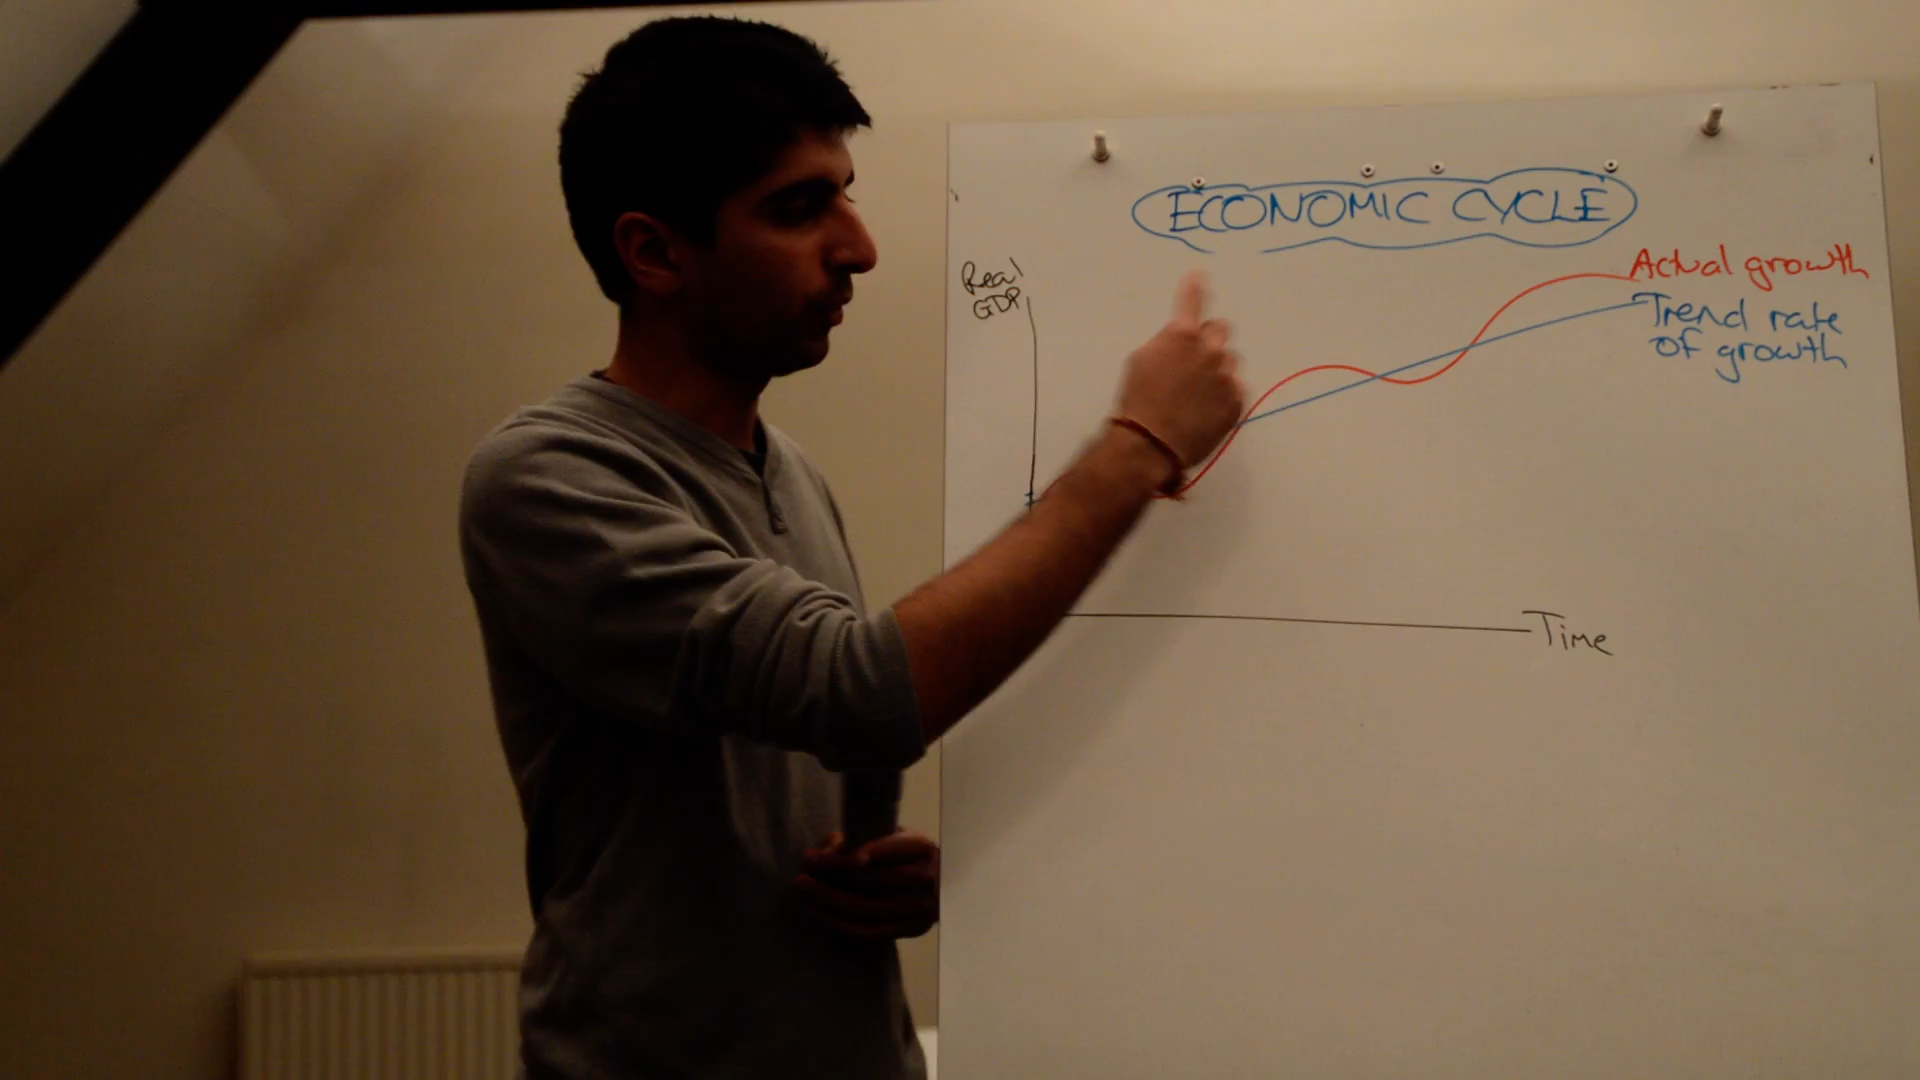 ECONOMIC CYCLE
Real
GDP
Actual growth
Trend rate
of growth
Time